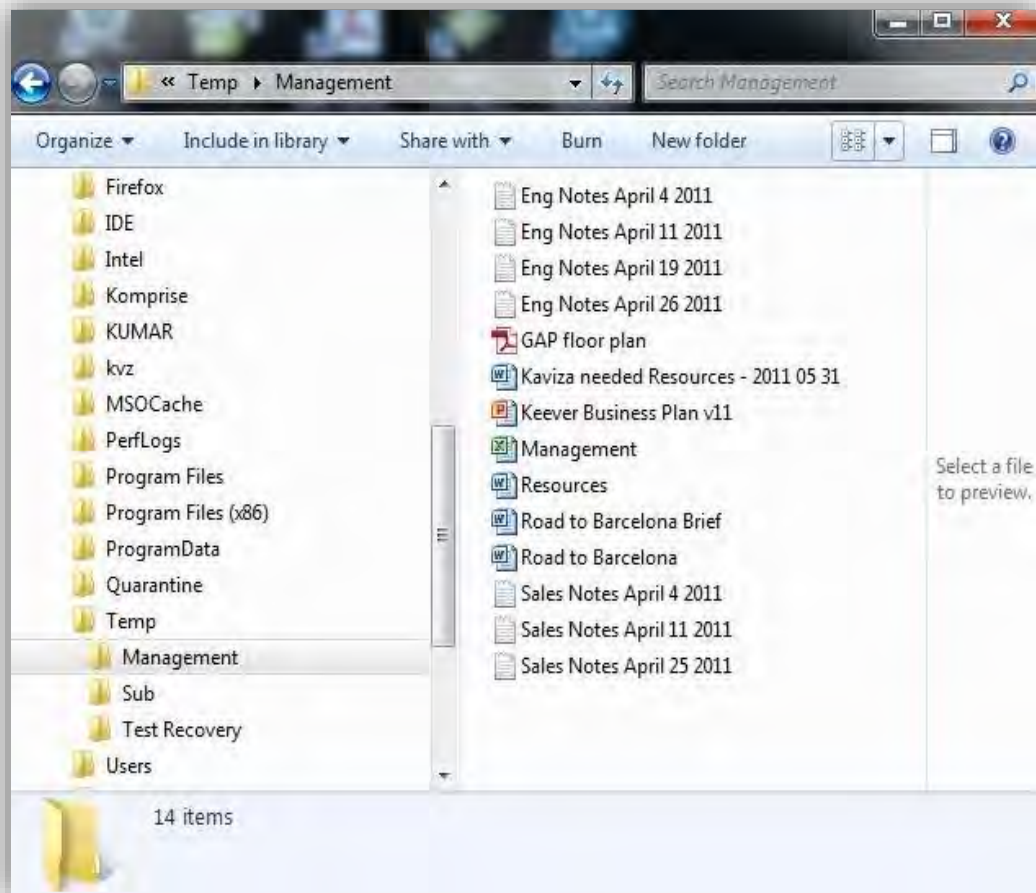 « Temp ▸ Management
Search Management
Organize Include in library Share with Burn New folder
Firefox
IDE
Intel
Komprise
KUMAR
kvz
MSOCache
PerfLogs
Program Files
Program Files (x86)
ProgramData
Quarantine
Temp
Management
Sub
Test Recovery
Users
Eng Notes April 4 2011
Eng Notes April 11 2011
Eng Notes April 19 2011
Eng Notes April 26 2011
GAP floor plan
Kaviza needed Resources - 2011 05 31
Keever Business Plan v11
Management
Resources
Road to Barcelona Brief
Road to Barcelona
Sales Notes April 4 2011
Sales Notes April 11 2011
Sales Notes April 25 2011
Select a file
to preview.
14 items